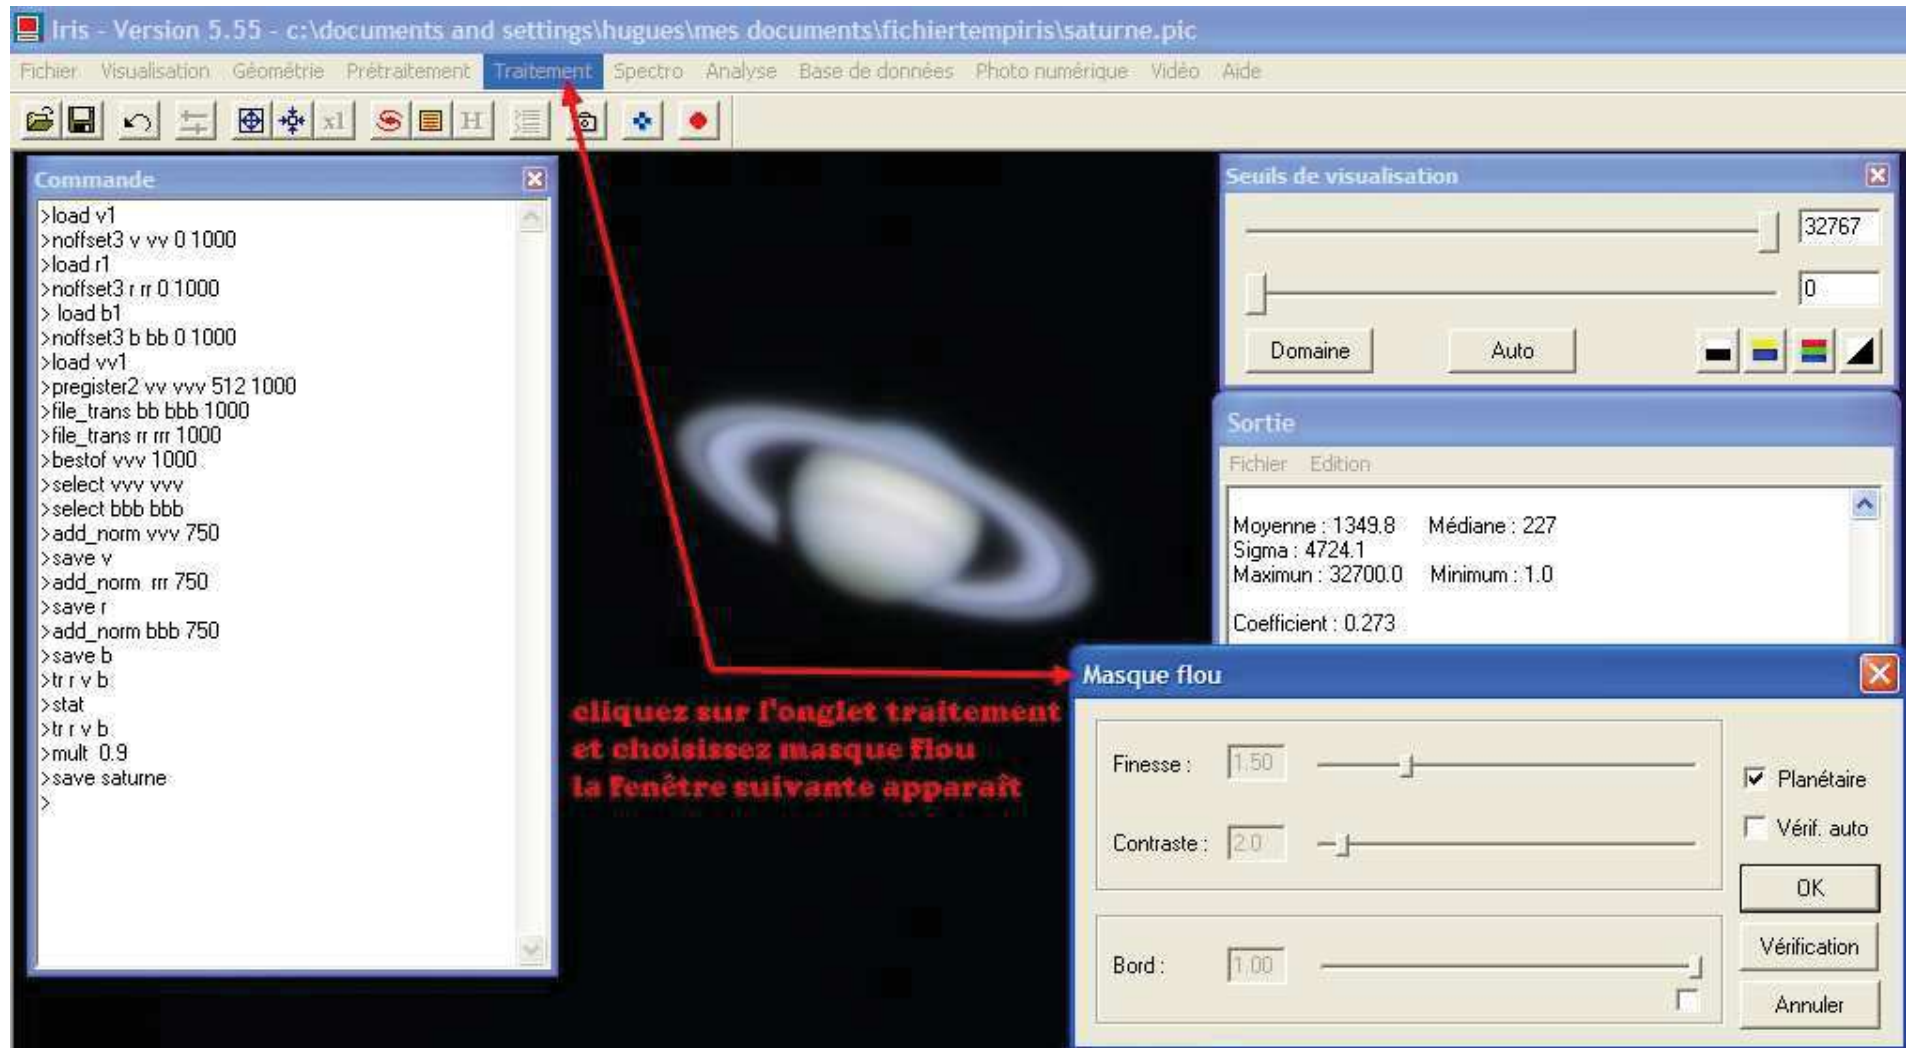 Iris - Version 5.55 - c:\documents and settings\hugues\mes documents\fichiertempiris\saturne.pic
Fichier Visualisation Géométrie Prétraitement Traitement Spectro Analyse Base de données Photo numérique Vidéo Aide
x1 H
Commande
>load v1
>noffset3 v vv 0 1000
>load r1
>noffset3 r rr 0 1000
> load b1
>noffset3 b bb 0 1000
>load vv1
>pregister2 vv vvv 512 1000
>file_trans bb bbb 1000
>file_trans rr rrr 1000
>bestof vvv 1000
>select vvv vvv
>select bbb bbb
>add_norm vvv 750
>save v
>add_norm rrr 750
>save r
>add_norm bbb 750
>save b
>tr r v b
>stat
>tr r v b
>mult 0.9
>save saturne
>
Seuils de visualisation
32767
0
Domaine Auto
Sortie
Fichier Edition
Moyenne : 1349.8 Médiane : 227
Sigma : 4724.1
Maximun : 32700.0 Minimum : 1.0
Coefficient : 0.273
cliquez sur l'onglet traitement
et choisissez masque flou
la fenêtre suivante apparaît
Masque flou
Finesse : 1.50
Planétaire
Contraste : 2.0
Vérif. auto
OK
Vérification
Bord : 1.00
Annuler